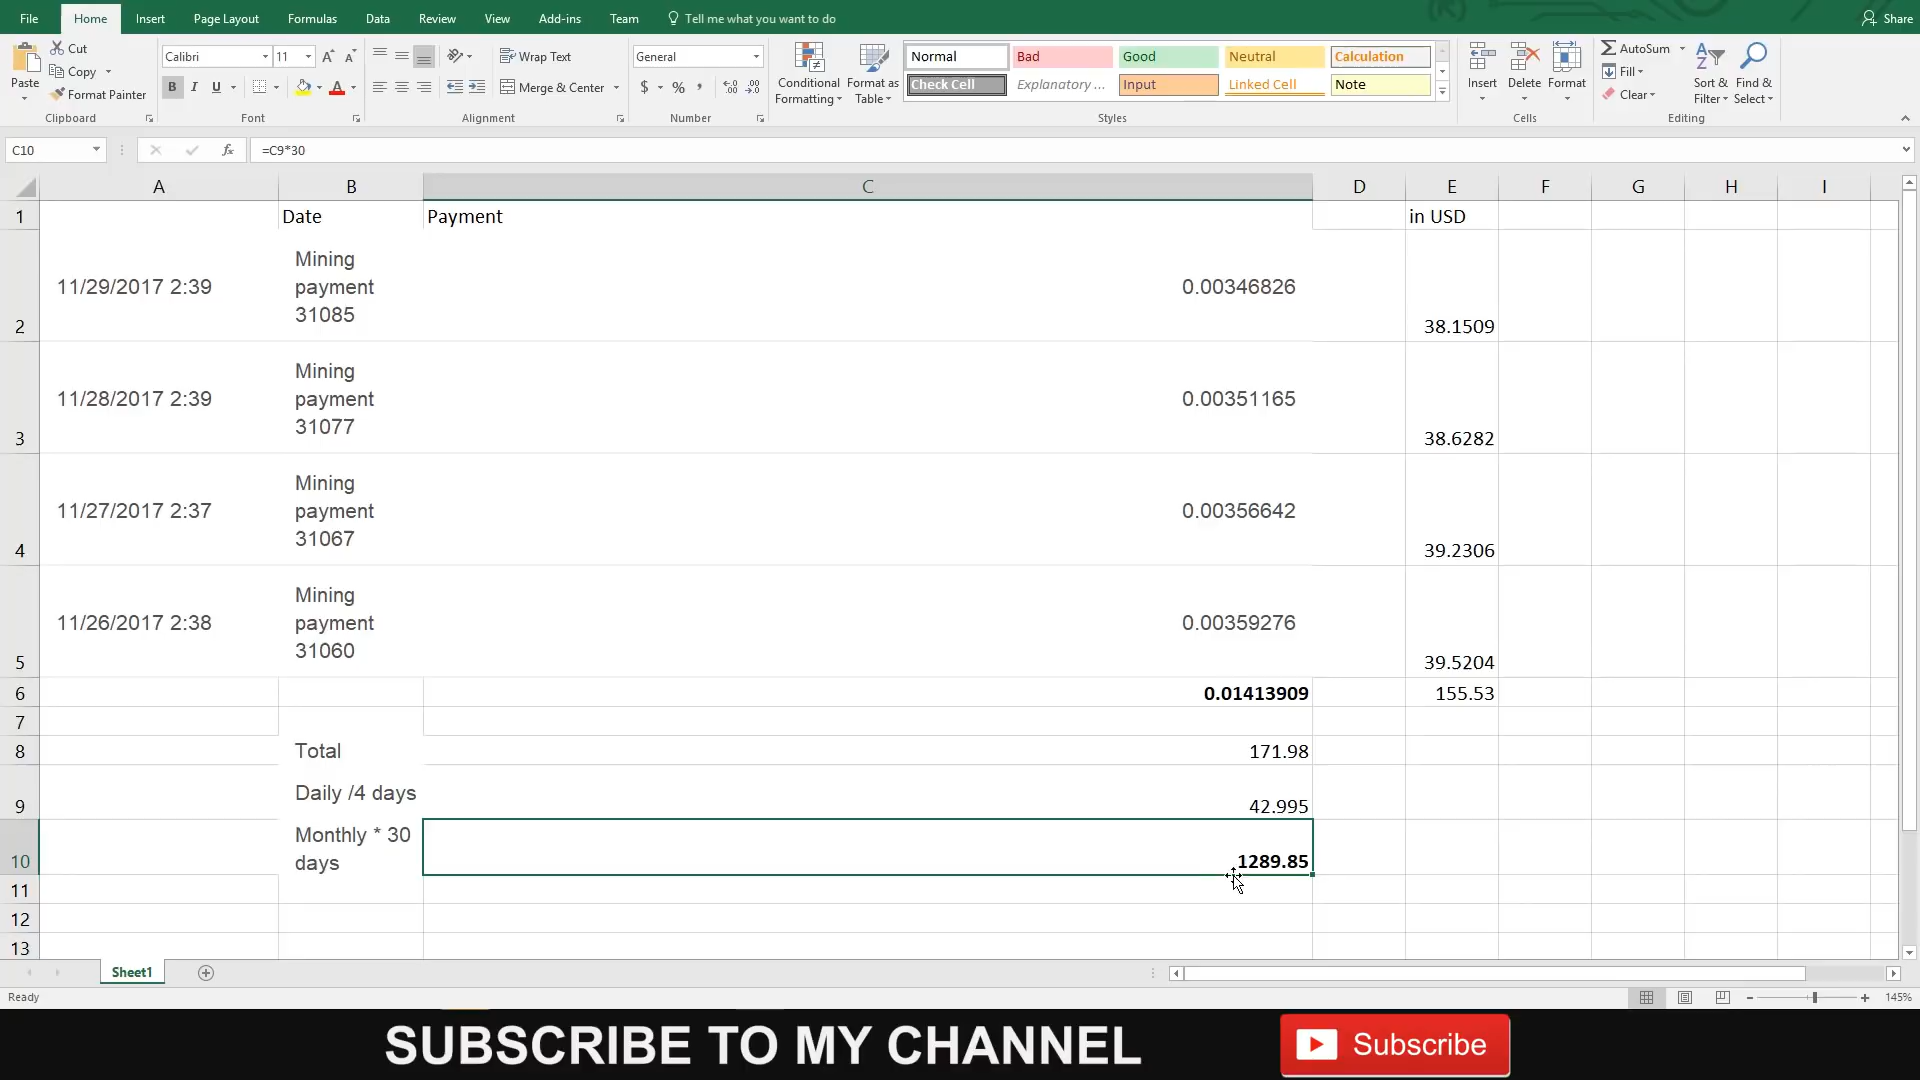 File Home Insert Page Layout Formulas Data Review View Add-ins Team Tell me what you want to do Share
Paste Cut Copy Format Painter Clipboard
Calibri 11 A A B I U A Font
Wrap Text Merge & Center Alignment
General $ % , Number
Conditional Formatting Format as Table
Normal Bad Good Neutral Calculation
Check Cell Explanatory ... Input Linked Cell Note
Styles
Insert Delete Format Cells
AutoSum Fill Clear Sort & Filter Find & Select Editing
C10 fx =C9*30
A B C D E F G H I
1 Date Payment in USD
2 11/29/2017 2:39 Mining payment 31085 0.00346826 38.1509
3 11/28/2017 2:39 Mining payment 31077 0.00351165 38.6282
4 11/27/2017 2:37 Mining payment 31067 0.00356642 39.2306
5 11/26/2017 2:38 Mining payment 31060 0.00359276 39.5204
6 0.01413909 155.53
7
8 Total 171.98
9 Daily /4 days 42.995
10 Monthly * 30 days 1289.85
11
12
13
Sheet1
Ready 145%
SUBSCRIBE TO MY CHANNEL Subscribe